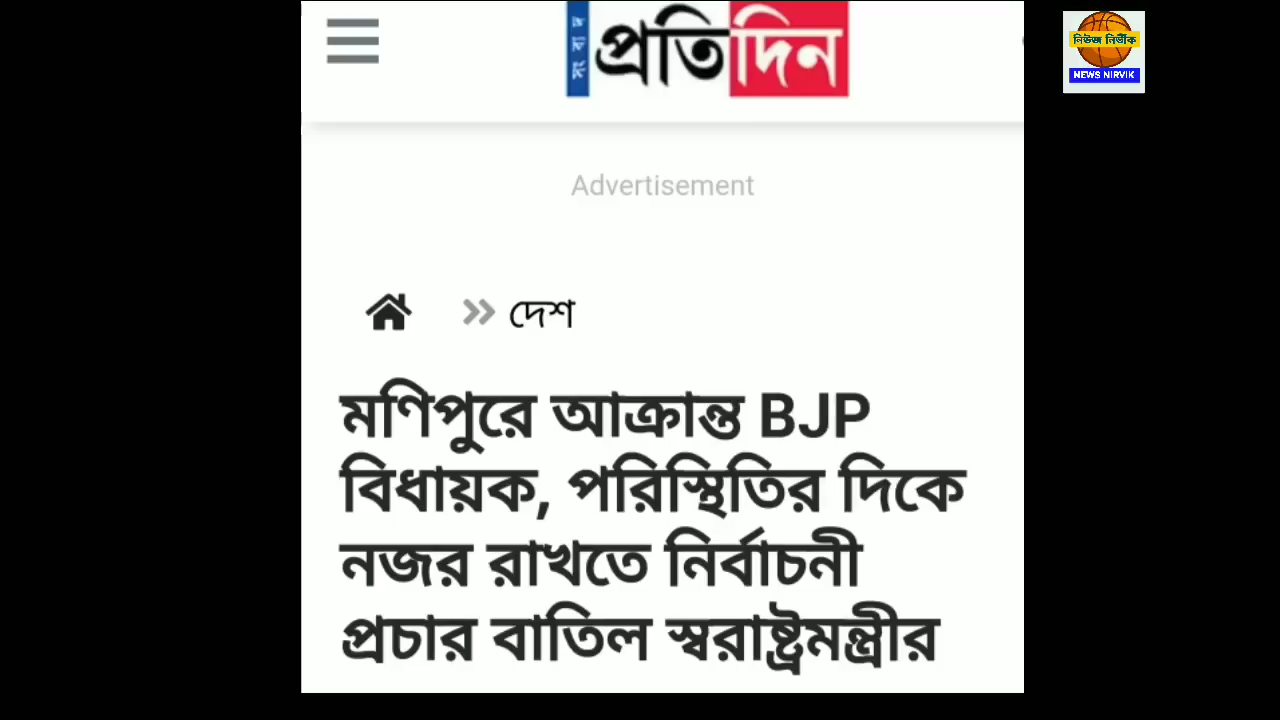 সংবাদ প্রতিদিন
নিউজ নির্ভীক
NEWS NIRVIK
Advertisement
>> দেশ
মণিপুরে আক্রান্ত BJP
বিধায়ক, পরিস্থিতির দিকে
নজর রাখতে নির্বাচনী
প্রচার বাতিল স্বরাষ্ট্রমন্ত্রীর